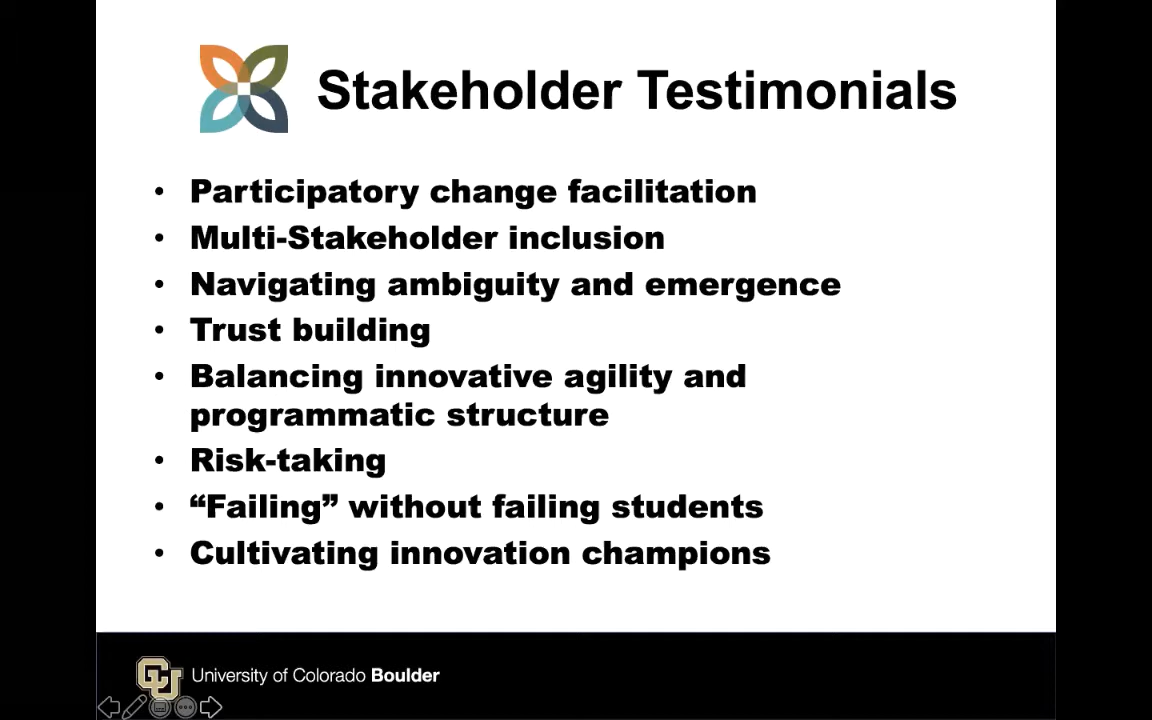 Stakeholder Testimonials
• Participatory change facilitation
• Multi-Stakeholder inclusion
• Navigating ambiguity and emergence
• Trust building
• Balancing innovative agility and
programmatic structure
• Risk-taking
• “Failing” without failing students
• Cultivating innovation champions
CU University of Colorado Boulder